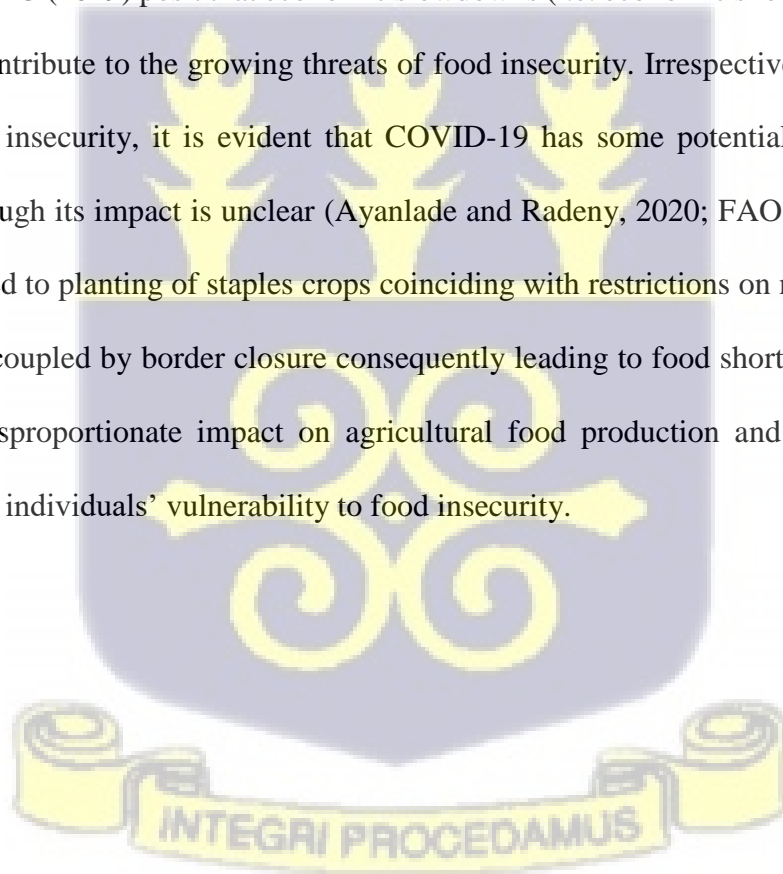 ntribute to the growing threats of food insecurity. Irrespective
insecurity, it is evident that COVID-19 has some potential
ugh its impact is unclear (Ayanlade and Radeny, 2020; FAO
d to planting of staples crops coinciding with restrictions on
coupled by border closure consequently leading to food short
sproportionate impact on agricultural food production and
individuals' vulnerability to food insecurity.
INTEGRI PROCEDAMUS